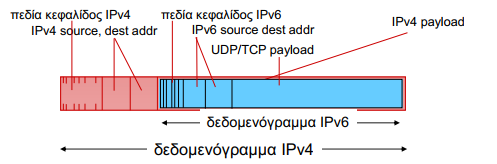 πεδία κεφαλίδος IPv4
IPv4 source, dest addr
πεδία κεφαλίδος IPv6
IPv6 source dest addr
UDP/TCP payload
IPv4 payload
δεδομενόγραμμα IPv6
δεδομενόγραμμα IPv4